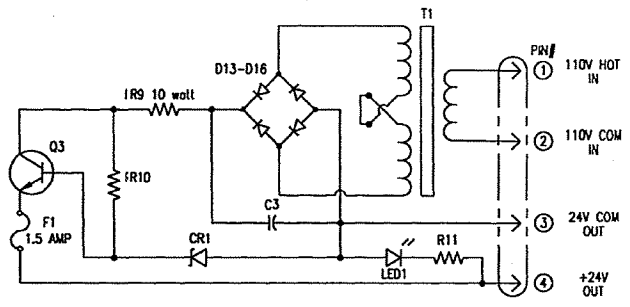 T1
PIN#
D13-D16
1 110V HOT
IN
R9 10 watt
Q3
2 110V COM
IN
R10
C3
3 24V COM
OUT
F1
1.5 AMP
CR1
R11
LED1
4 +24V
OUT